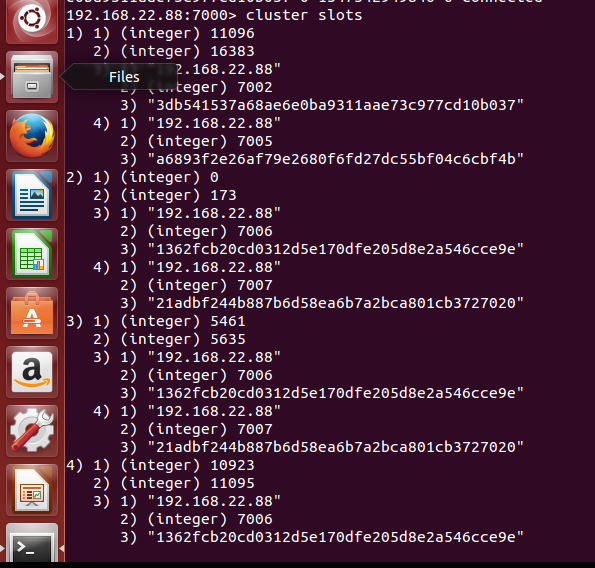 192.168.22.88:7000> cluster slots
1) 1) (integer) 11096
2) (integer) 16383
192.168.22.88"
Files
2) (integer) 7002
3) "3db541537a68ae6e0ba9311aae73c977cd10b037"
4) 1) "192.168.22.88"
2) (integer) 7005
3) "a6893f2e26af79e2680f6fd27dc55bf04c6cbf4b"
2) 1) (integer) 0
2) (integer) 173
3) 1) "192.168.22.88"
2) (integer) 7006
3) "1362fcb20cd0312d5e170dfe205d8e2a546cce9e"
4) 1) "192.168.22.88"
2) (integer) 7007
3) "21adbf244b887b6d58ea6b7a2bca801cb3727020"
3) 1) (integer) 5461
2) (integer) 5635
3) 1) "192.168.22.88"
2) (integer) 7006
3) "1362fcb20cd0312d5e170dfe205d8e2a546cce9e"
4) 1) "192.168.22.88"
2) (integer) 7007
3) "21adbf244b887b6d58ea6b7a2bca801cb3727020"
4) 1) (integer) 10923
2) (integer) 11095
3) 1) "192.168.22.88"
2) (integer) 7006
3) "1362fcb20cd0312d5e170dfe205d8e2a546cce9e"